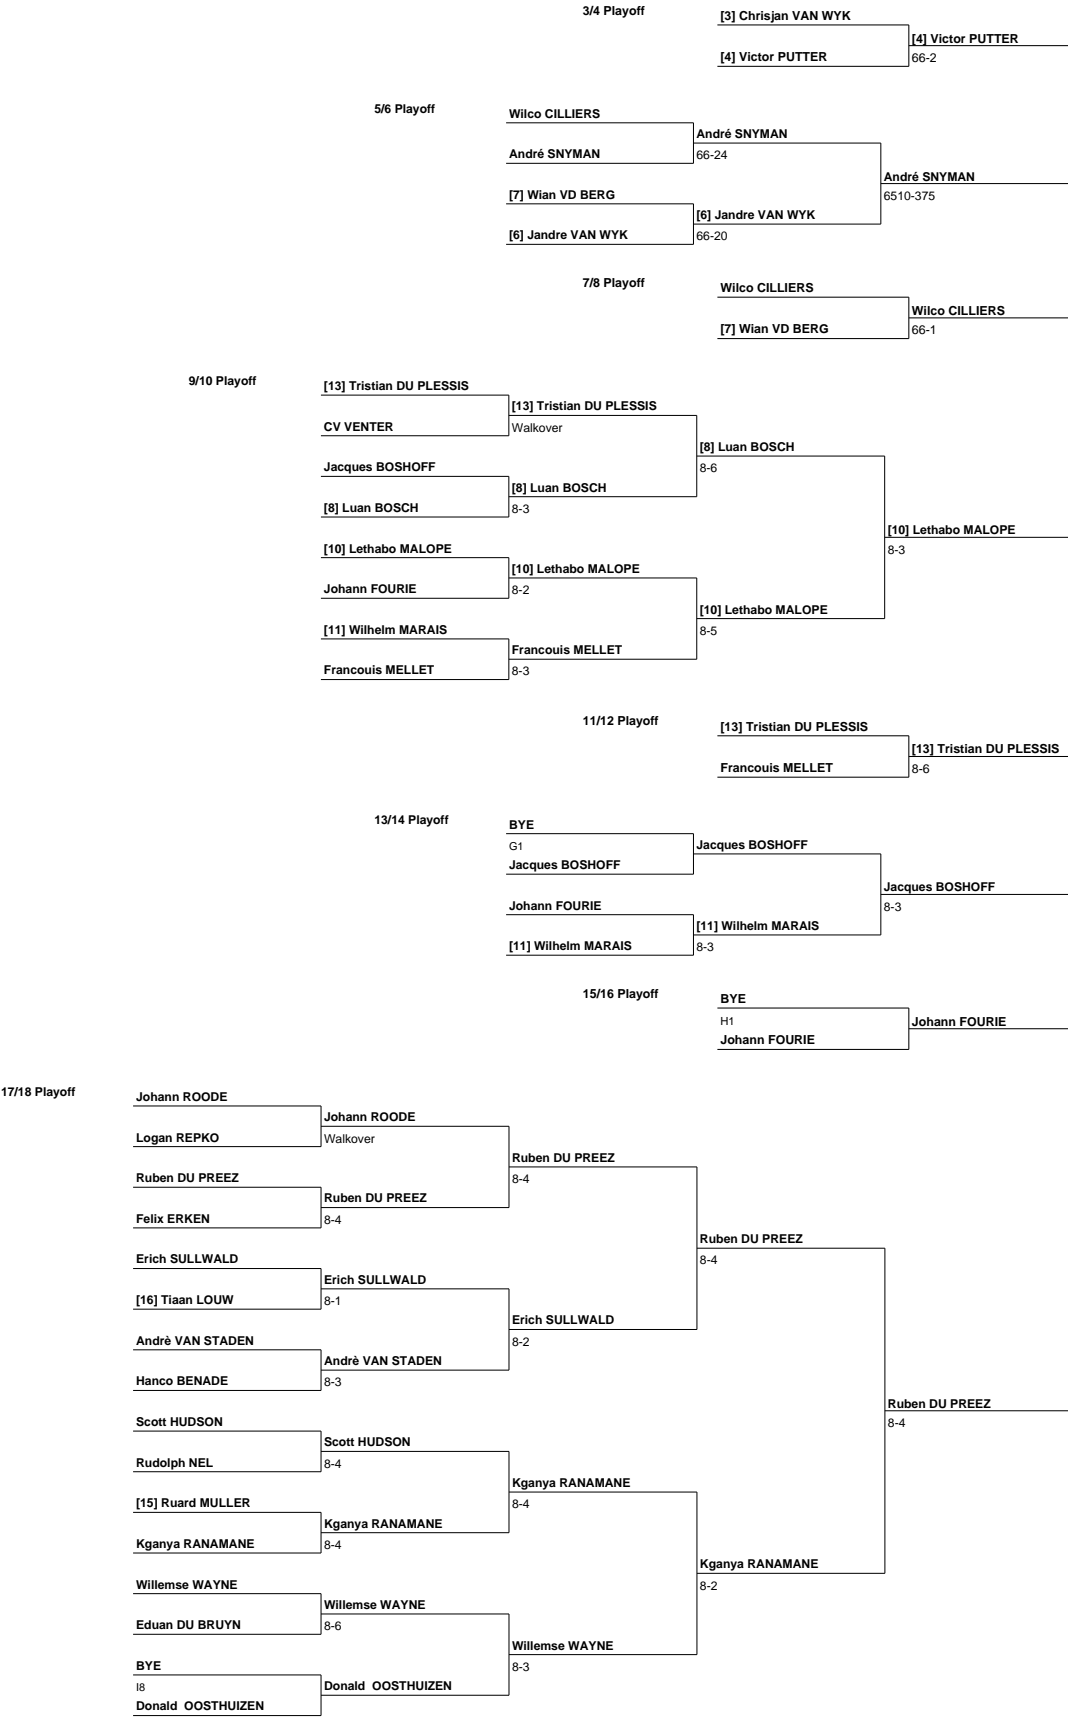 3/4 Playoff
[3] Chrisjan VAN WYK
[4] Victor PUTTER
[4] Victor PUTTER
66-2
5/6 Playoff
Wilco CILLIERS
André SNYMAN
André SNYMAN
66-24
André SNYMAN
6510-375
[7] Wian VD BERG
[6] Jandre VAN WYK
[6] Jandre VAN WYK
66-20
7/8 Playoff
Wilco CILLIERS
Wilco CILLIERS
[7] Wian VD BERG
66-1
9/10 Playoff
[13] Tristian DU PLESSIS
[13] Tristian DU PLESSIS
CV VENTER
Walkover
[8] Luan BOSCH
8-6
Jacques BOSHOFF
[8] Luan BOSCH
[8] Luan BOSCH
8-3
[10] Lethabo MALOPE
8-3
[10] Lethabo MALOPE
[10] Lethabo MALOPE
Johann FOURIE
8-2
[10] Lethabo MALOPE
8-5
[11] Wilhelm MARAIS
Francouis MELLET
Francouis MELLET
8-3
11/12 Playoff
[13] Tristian DU PLESSIS
[13] Tristian DU PLESSIS
Francouis MELLET
8-6
13/14 Playoff
BYE
G1
Jacques BOSHOFF
Jacques BOSHOFF
Jacques BOSHOFF
8-3
Johann FOURIE
[11] Wilhelm MARAIS
[11] Wilhelm MARAIS
8-3
15/16 Playoff
BYE
H1
Johann FOURIE
Johann FOURIE
17/18 Playoff
Johann ROODE
Johann ROODE
Logan REPKO
Walkover
Ruben DU PREEZ
8-4
Ruben DU PREEZ
Ruben DU PREEZ
Felix ERKEN
8-4
Ruben DU PREEZ
8-4
Erich SULLWALD
Erich SULLWALD
[16] Tiaan LOUW
8-1
Erich SULLWALD
8-2
Andrè VAN STADEN
Andrè VAN STADEN
Hanco BENADE
8-3
Ruben DU PREEZ
8-4
Scott HUDSON
Scott HUDSON
Rudolph NEL
8-4
Kganya RANAMANE
8-4
[15] Ruard MULLER
Kganya RANAMANE
Kganya RANAMANE
8-4
Kganya RANAMANE
8-2
Willemse WAYNE
Willemse WAYNE
Eduan DU BRUYN
8-6
Willemse WAYNE
8-3
BYE
I8
Donald  OOSTHUIZEN
Donald  OOSTHUIZEN